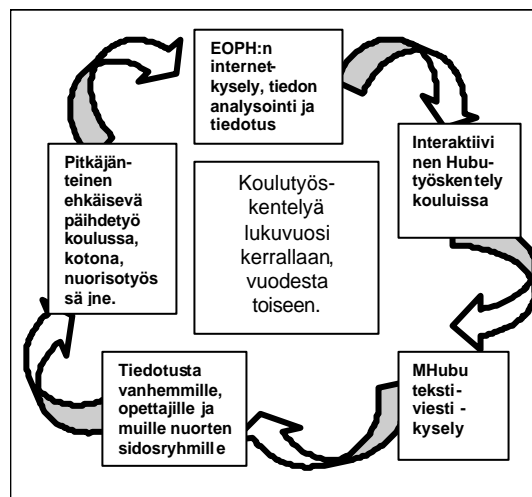 EOPH:n
internet-
kysely, tiedon
analysointi ja
tiedotus
Interaktiivi
nen Hubu-
työskentely
kouluissa
MHubu
teksti-
viesti -
kysely
Tiedotusta
vanhemmille,
opettajille ja
muille nuorten
sidosryhmille
Pitkäjän-
teinen
ehkäisevä
päihdetyö
koulussa,
kotona,
nuorisotyös
sä jne.
Koulutyös-
kentelyä
lukuvuosi
kerrallaan,
vuodesta
toiseen.